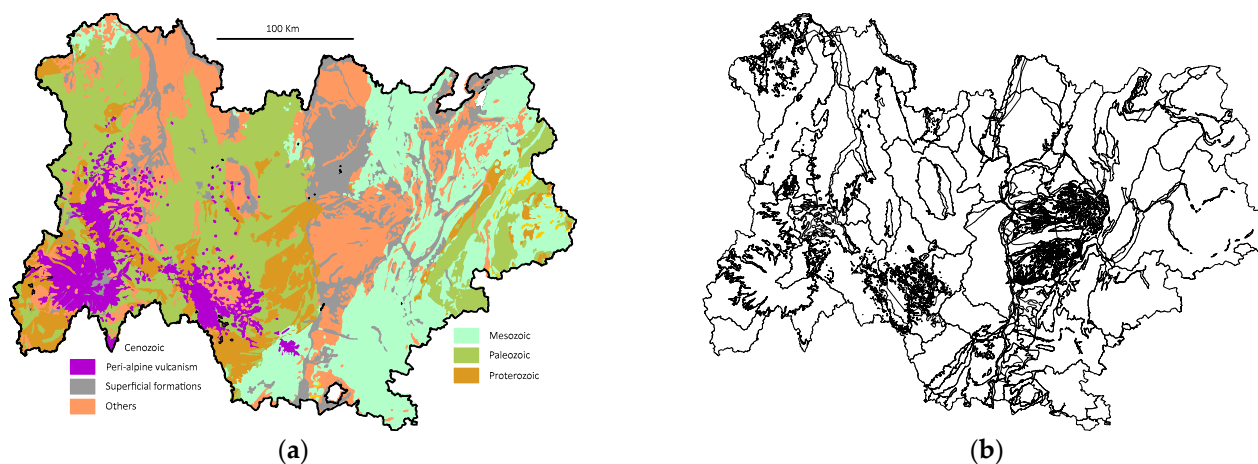 100 Km
Cenozoic
Peri-alpine vulcanism
Superficial formations
Others
Mesozoic
Paleozoic
Proterozoic
(a)
(b)